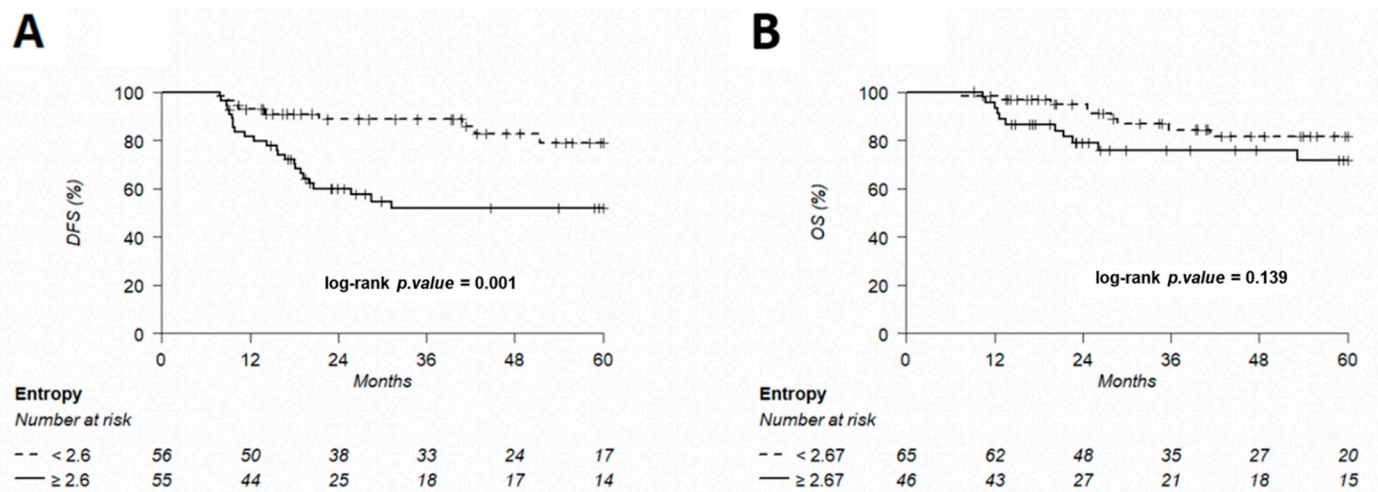 A
100
80
60
40
20
0
DFS (%)
log-rank p.value = 0.001
0 12 24 36 48 60
Months
Entropy
Number at risk
< 2.6 56 50 38 33 24 17
≥ 2.6 55 44 25 18 17 14
B
100
80
60
40
20
0
OS (%)
log-rank p.value = 0.139
0 12 24 36 48 60
Months
Entropy
Number at risk
< 2.67 65 62 48 35 27 20
≥ 2.67 46 43 27 21 18 15